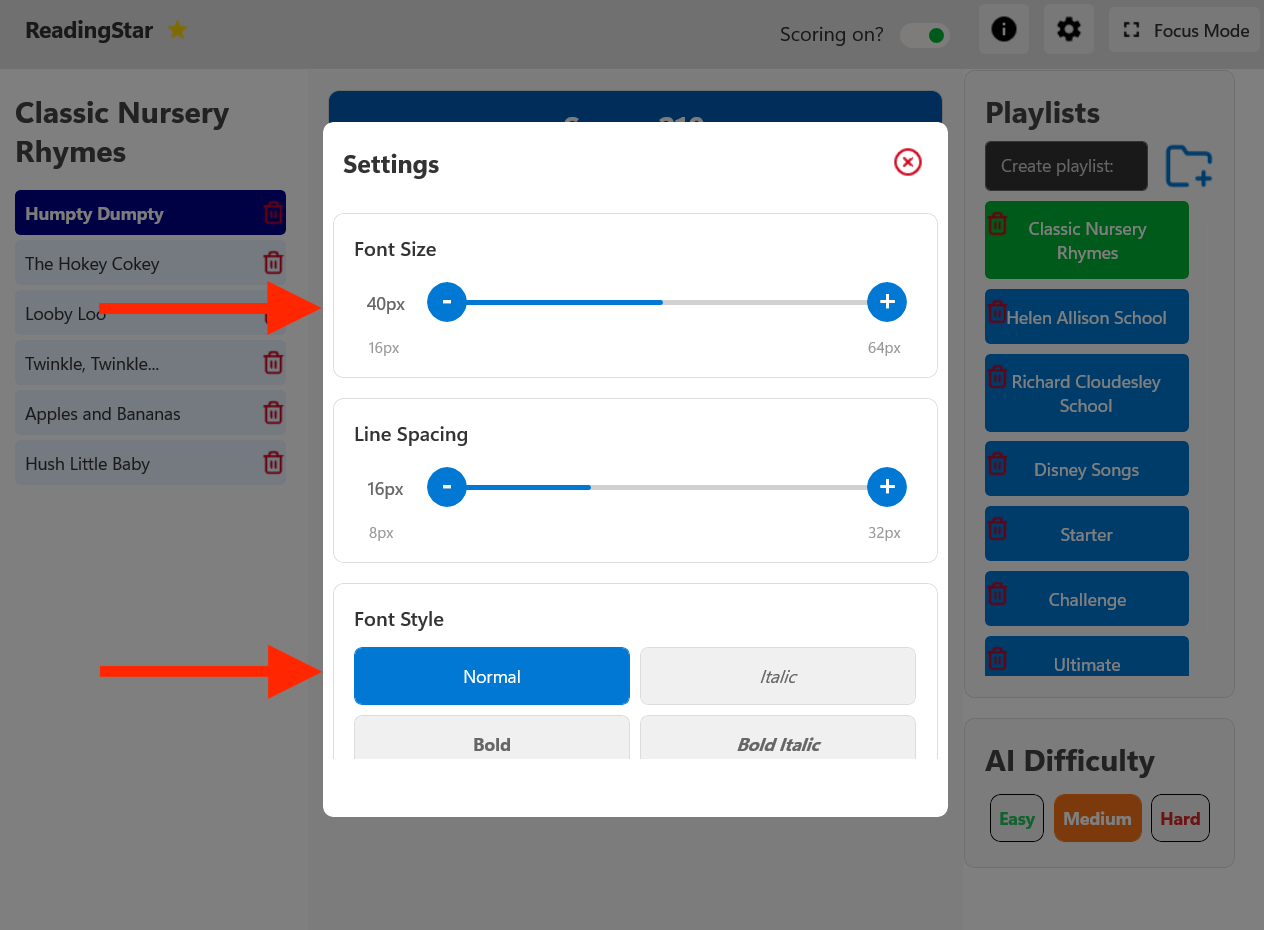 ReadingStar
Scoring on?
Focus Mode
Classic Nursery
Rhymes
Humpty Dumpty
The Hokey Cokey
Looby Loo
Twinkle, Twinkle...
Apples and Bananas
Hush Little Baby
Settings
Font Size
40px
-
+
16px
64px
Line Spacing
16px
-
+
8px
32px
Font Style
Normal
Italic
Bold
Bold Italic
Playlists
Create playlist:
Classic Nursery
Rhymes
Helen Allison School
Richard Cloudesley
School
Disney Songs
Starter
Challenge
Ultimate
AI Difficulty
Easy
Medium
Hard